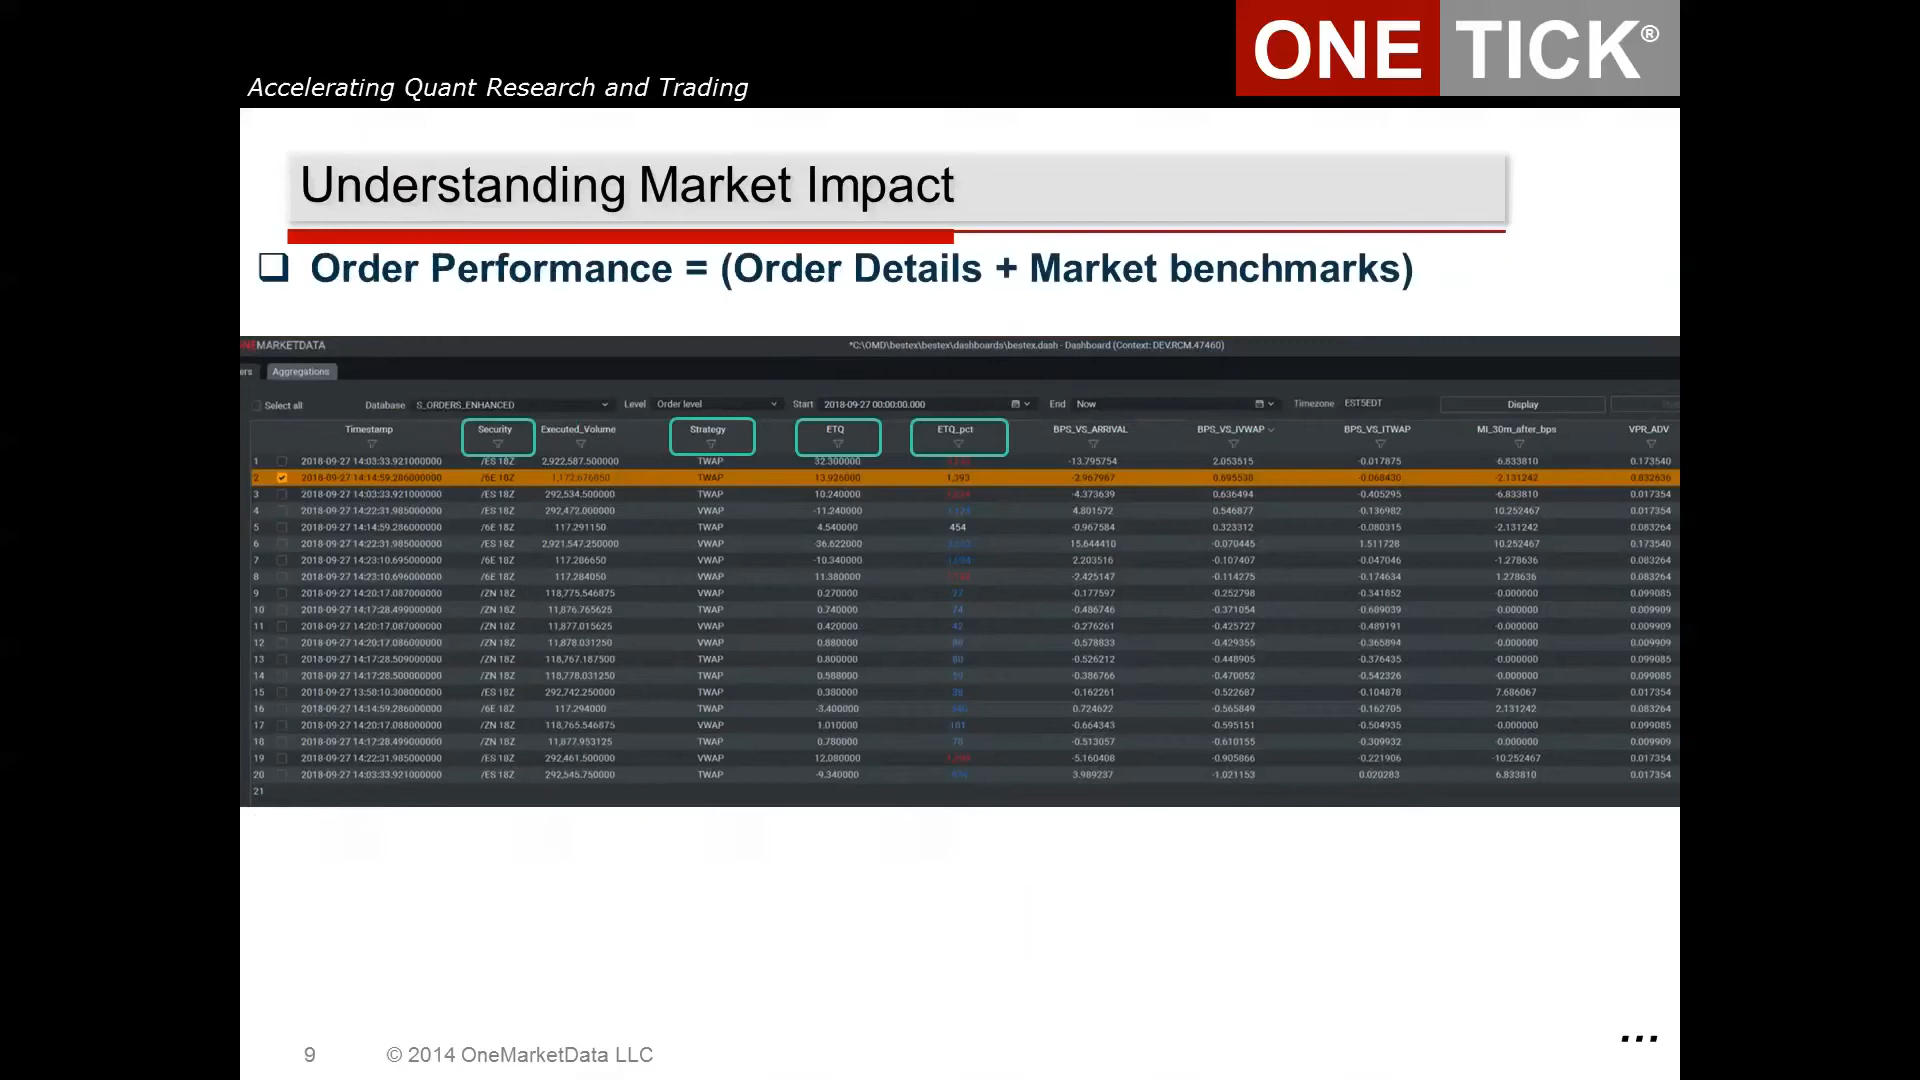 ONE TICK®
Accelerating Quant Research and Trading
Understanding Market Impact
❑ Order Performance = (Order Details + Market benchmarks)
MARKETDATA
*C:\OMD\bestex\bestex\dashboards\bestex.dash - Dashboard (Context: DEV.RCM.47460)
ers Aggregations
Select all Database S_ORDERS_ENHANCED Level Order level Start 2018-09-27 00:00:00.000 End Now Timezone EST5EDT Display
Timestamp Security Executed_Volume Strategy ETQ ETQ_pct BPS_VS_ARRIVAL BPS_VS_IVWAP BPS_VS_ITWAP MI_30m_after_bps VPR_ADV
1 2018-09-27 14:03:33.921000000 /ES 18Z 2,922,587.500000 TWAP 32.300000 -13.795754 2.053515 -0.017875 -6.833810 0.173540
2 2018-09-27 14:14:59.286000000 /6E 18Z 1,172.676850 TWAP 13.926000 1,393 -2.967967 0.695538 -0.068430 -2.131242 0.832636
3 2018-09-27 14:03:33.921000000 /ES 18Z 292,534.500000 TWAP 10.240000 -4.373639 0.636494 -0.405295 -6.833810 0.017354
4 2018-09-27 14:22:31.985000000 /ES 18Z 292,472.000000 VWAP -11.240000 4.801572 0.546877 -0.136982 10.252467 0.017354
5 2018-09-27 14:14:59.286000000 /6E 18Z 117.291150 TWAP 4.540000 454 -0.967584 0.323312 -0.080315 -2.131242 0.083264
6 2018-09-27 14:22:31.985000000 /ES 18Z 2,921,547.250000 VWAP -36.622000 15.644410 -0.070445 1.511728 10.252467 0.173540
7 2018-09-27 14:23:10.695000000 /6E 18Z 117.286650 VWAP -10.340000 2.203516 -0.107407 -0.047046 -1.278636 0.083264
8 2018-09-27 14:23:10.696000000 /6E 18Z 117.284050 VWAP 11.380000 -2.425147 -0.114275 -0.174634 1.278636 0.083264
9 2018-09-27 14:20:17.087000000 /ZN 18Z 118,775.546875 VWAP 0.270000 27 -0.177597 -0.252798 -0.341852 -0.000000 0.099085
10 2018-09-27 14:17:28.499000000 /ZN 18Z 11,876.765625 TWAP 0.740000 74 -0.486746 -0.371054 -0.689039 -0.000000 0.009909
11 2018-09-27 14:20:17.087000000 /ZN 18Z 11,877.015625 VWAP 0.420000 42 -0.276261 -0.425727 -0.489191 -0.000000 0.009909
12 2018-09-27 14:20:17.086000000 /ZN 18Z 11,878.031250 VWAP 0.880000 88 -0.578833 -0.429355 -0.365894 -0.000000 0.009909
13 2018-09-27 14:17:28.509000000 /ZN 18Z 118,767.187500 TWAP 0.800000 80 -0.526212 -0.448905 -0.376435 -0.000000 0.099085
14 2018-09-27 14:17:28.500000000 /ZN 18Z 118,778.031250 TWAP 0.588000 59 -0.386766 -0.470052 -0.542326 -0.000000 0.099085
15 2018-09-27 13:58:10.308000000 /ES 18Z 292,742.250000 TWAP 0.380000 38 -0.162261 -0.522687 -0.104878 7.686067 0.017354
16 2018-09-27 14:14:59.286000000 /6E 18Z 117.294000 TWAP -3.400000 0.724622 -0.565849 -0.162705 2.131242 0.083264
17 2018-09-27 14:20:17.088000000 /ZN 18Z 118,765.546875 VWAP 1.010000 101 -0.664343 -0.595151 -0.504935 -0.000000 0.099085
18 2018-09-27 14:17:28.499000000 /ZN 18Z 11,877.953125 TWAP 0.780000 78 -0.513057 -0.610155 -0.309932 -0.000000 0.009909
19 2018-09-27 14:22:31.985000000 /ES 18Z 292,461.500000 VWAP 12.080000 -5.160408 -0.905866 -0.221906 -10.252467 0.017354
20 2018-09-27 14:03:33.921000000 /ES 18Z 292,545.750000 TWAP -9.340000 3.989237 -1.021153 0.020283 6.833810 0.017354
21
...
9 © 2014 OneMarketData LLC